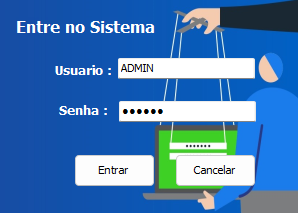 Entre no Sistema
Usuario : ADMIN
Senha : ••••••
Entrar Cancelar